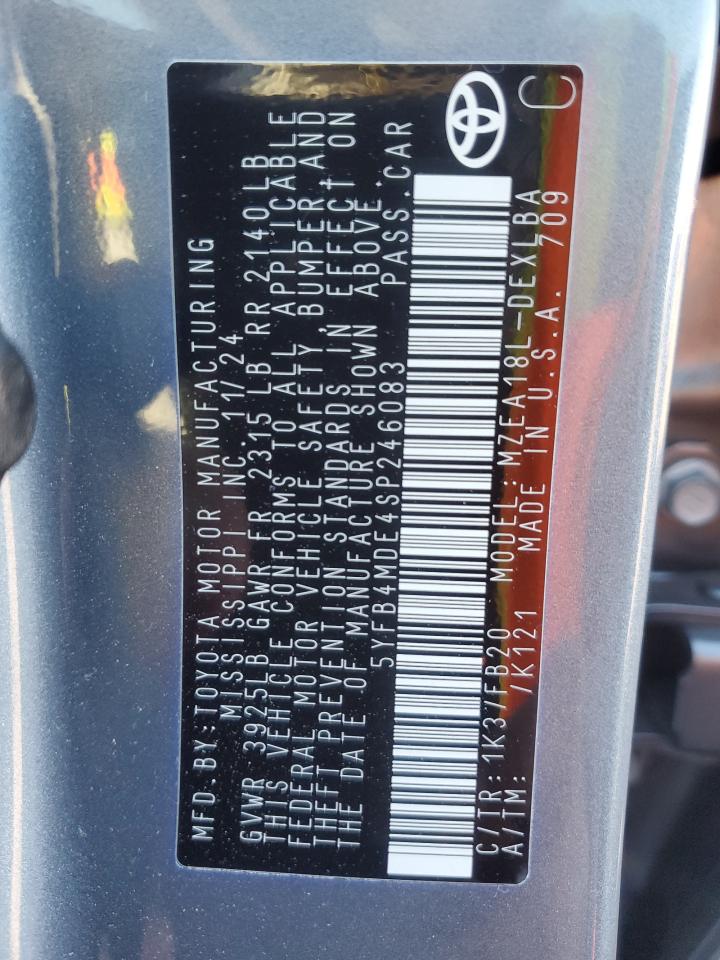 MFD.BY:TOYOTA MOTOR MANUFACTURING
MISSISSIPPI INC. 11/24
GVWR 3925LB GAWR FR 2315 LB RR 2140LB
THIS VEHICLE CONFORMS TO ALL APPLICABLE
FEDERAL MOTOR VEHICLE SAFETY, BUMPER, AND
THEFT PREVENTION STANDARDS IN EFFECT ON
THE DATE OF MANUFACTURE SHOWN ABOVE.
5YFB4MDE4SP246083 PASS.CAR
C/TR:1K3/FB20 MODEL:MZEA18L-DEXLBA
A/TM: /K121 MADE IN U.S.A. 709
C